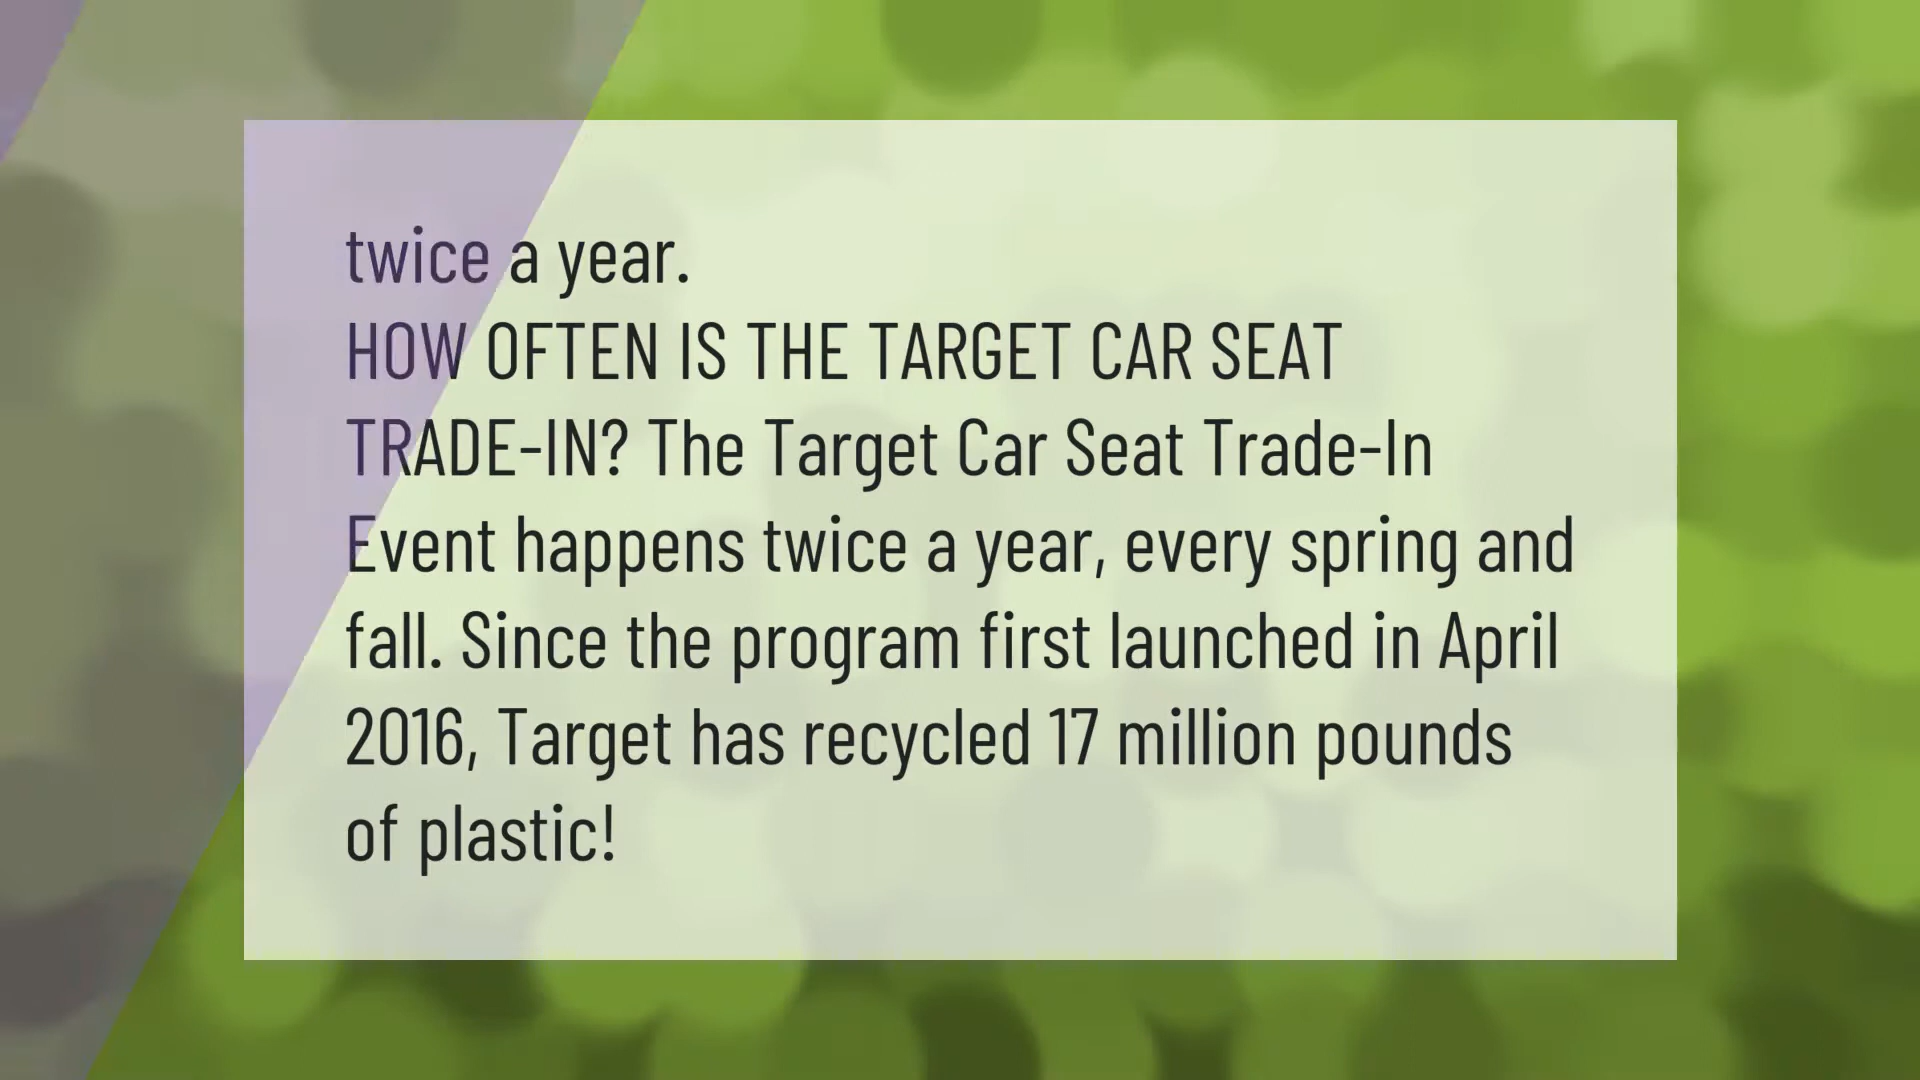 twice a year.
HOW OFTEN IS THE TARGET CAR SEAT
TRADE-IN? The Target Car Seat Trade-In
Event happens twice a year, every spring and
fall. Since the program first launched in April
2016, Target has recycled 17 million pounds
of plastic!